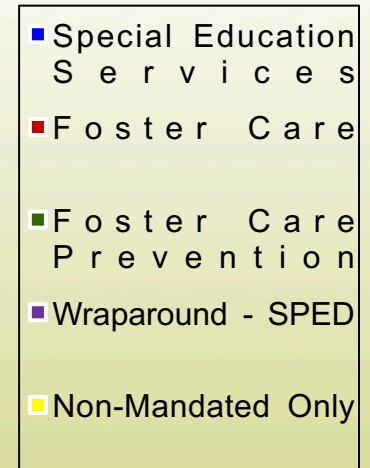 Special Education
Services
Foster Care
Foster Care
Prevention
Wraparound - SPED
Non-Mandated Only